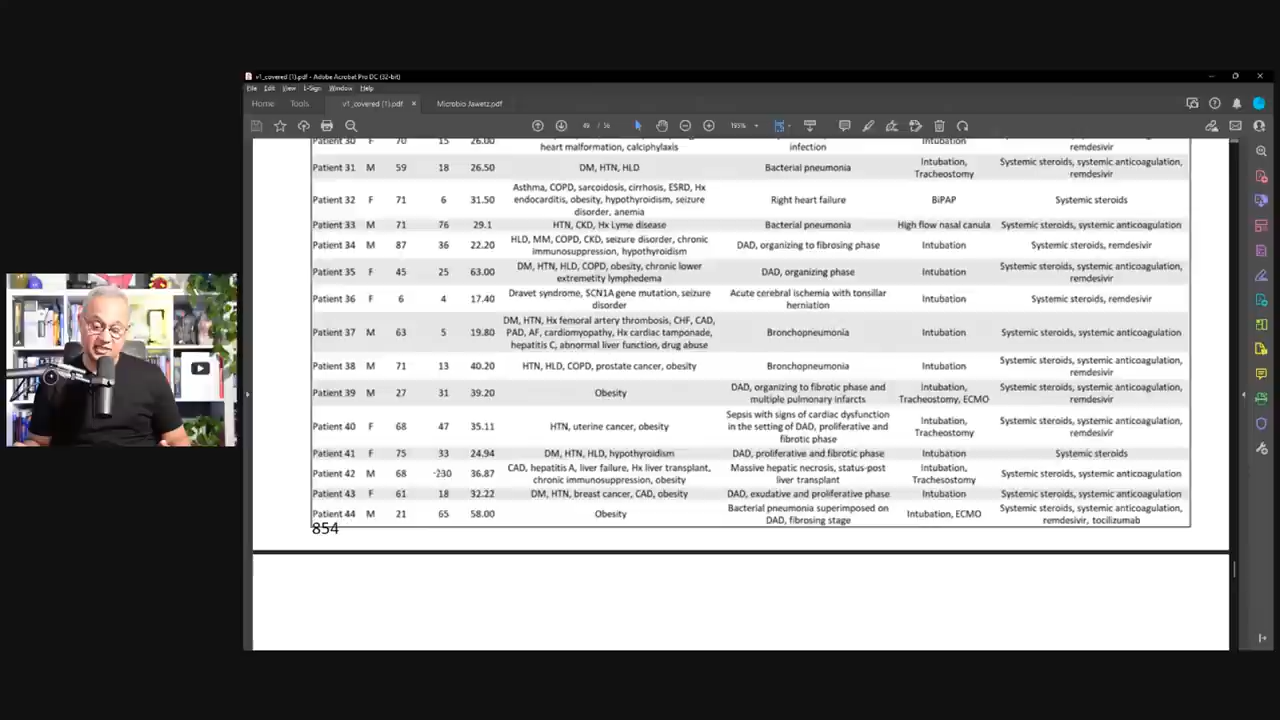 v1_covered (1).pdf - Adobe Acrobat Pro DC (32-bit)
File Edit View E-Sign Window Help
Home Tools v1_covered (1).pdf × Microbio Jawetz.pdf
49 / 56 195%
Patient 30 F 70 15 26.00 heart malformation, calciphylaxis infection Intubation remdesivir
Patient 31 M 59 18 26.50 DM, HTN, HLD Bacterial pneumonia Intubation, Tracheostomy Systemic steroids, systemic anticoagulation, remdesivir
Patient 32 F 71 6 31.50 Asthma, COPD, sarcoidosis, cirrhosis, ESRD, Hx endocarditis, obesity, hypothyroidism, seizure disorder, anemia Right heart failure BiPAP Systemic steroids
Patient 33 M 71 76 29.1 HTN, CKD, Hx Lyme disease Bacterial pneumonia High flow nasal canula Systemic steroids, systemic anticoagulation
Patient 34 M 87 36 22.20 HLD, MM, COPD, CKD, seizure disorder, chronic immunosuppression, hypothyroidism DAD, organizing to fibrosing phase Intubation Systemic steroids, remdesivir
Patient 35 F 45 25 63.00 DM, HTN, HLD, COPD, obesity, chronic lower extremetity lymphedema DAD, organizing phase Intubation Systemic steroids, systemic anticoagulation, remdesivir
Patient 36 F 6 4 17.40 Dravet syndrome, SCN1A gene mutation, seizure disorder Acute cerebral ischemia with tonsillar herniation Intubation Systemic steroids, remdesivir
Patient 37 M 63 5 19.80 DM, HTN, Hx femoral artery thrombosis, CHF, CAD, PAD, AF, cardiomyopathy, Hx cardiac tamponade, hepatitis C, abnormal liver function, drug abuse Bronchopneumonia Intubation Systemic steroids, systemic anticoagulation
Patient 38 M 71 13 40.20 HTN, HLD, COPD, prostate cancer, obesity Bronchopneumonia Intubation Systemic steroids, systemic anticoagulation, remdesivir
Patient 39 M 27 31 39.20 Obesity DAD, organizing to fibrotic phase and multiple pulmonary infarcts Intubation, Tracheostomy, ECMO Systemic steroids, systemic anticoagulation, remdesivir
Patient 40 F 68 47 35.11 HTN, uterine cancer, obesity Sepsis with signs of cardiac dysfunction in the setting of DAD, proliferative and fibrotic phase Intubation, Tracheostomy Systemic steroids, systemic anticoagulation, remdesivir
Patient 41 F 75 33 24.94 DM, HTN, HLD, hypothyroidism DAD, proliferative and fibrotic phase Intubation Systemic steroids
Patient 42 M 68 ~230 36.87 CAD, hepatitis A, liver failure, Hx liver transplant, chronic immunosuppression, obesity Massive hepatic necrosis, status-post liver transplant Intubation, Trachesostomy Systemic steroids, systemic anticoagulation
Patient 43 F 61 18 32.22 DM, HTN, breast cancer, CAD, obesity DAD, exudative and proliferative phase Intubation Systemic steroids, systemic anticoagulation
Patient 44 M 21 65 58.00 Obesity Bacterial pneumonia superimposed on DAD, fibrosing stage Intubation, ECMO Systemic steroids, systemic anticoagulation, remdesivir, tocilizumab
854